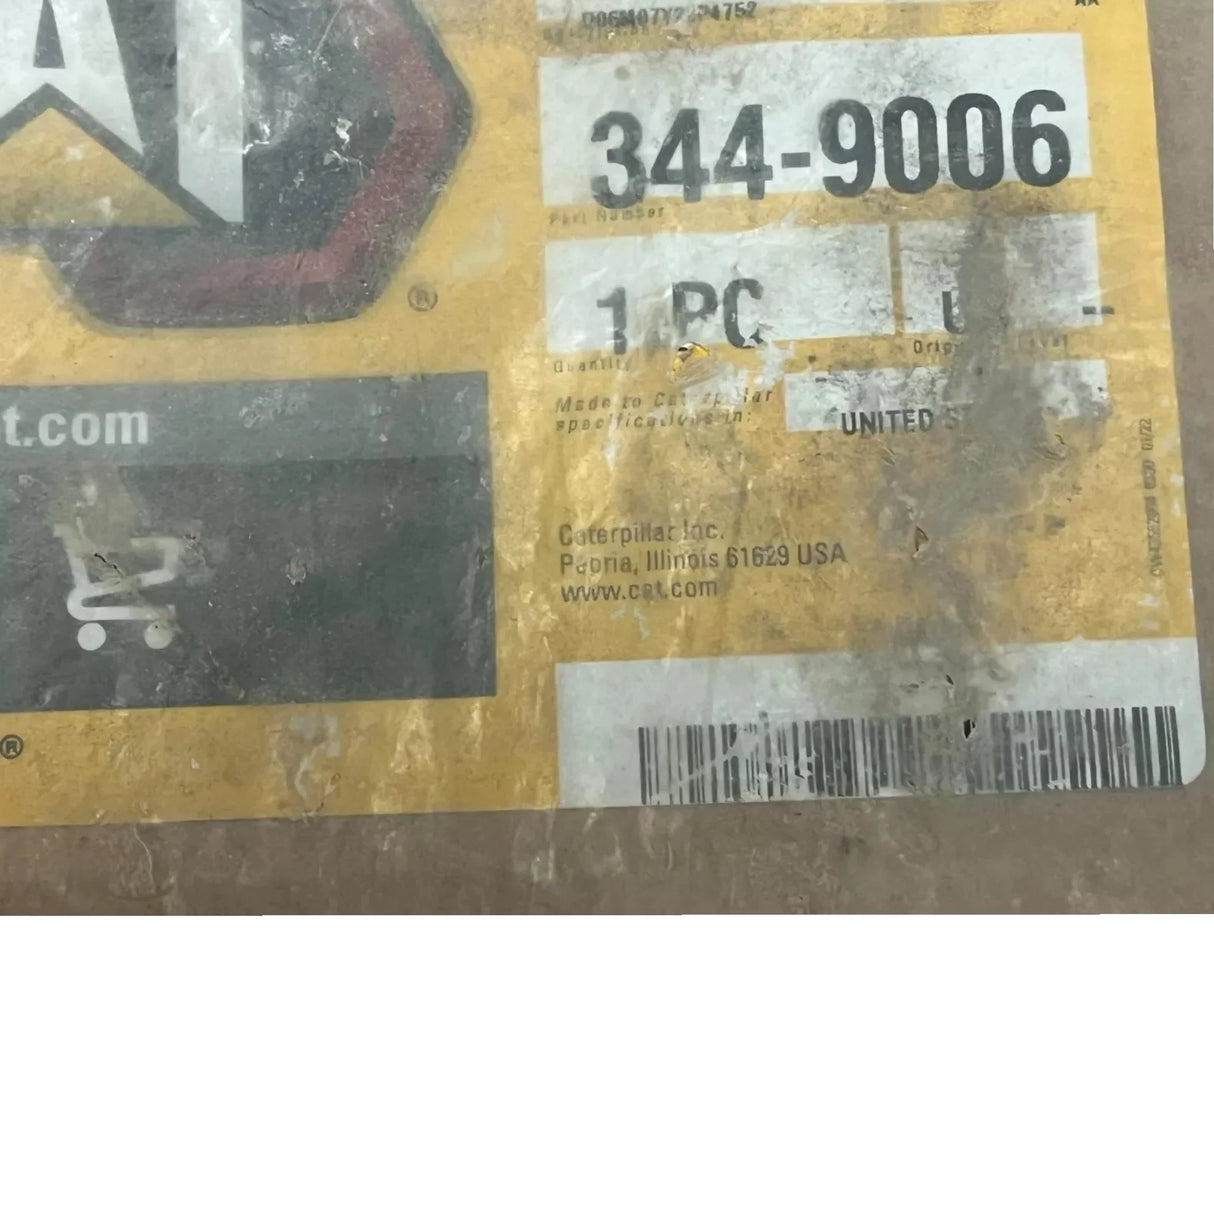 344-9006
Part Number
1 PC
Quantity
Made to Caterpillar
specifications in:
UNITED
Caterpillar Inc.
Peoria, Illinois 61629 USA
www.cat.com
t.com
®
®